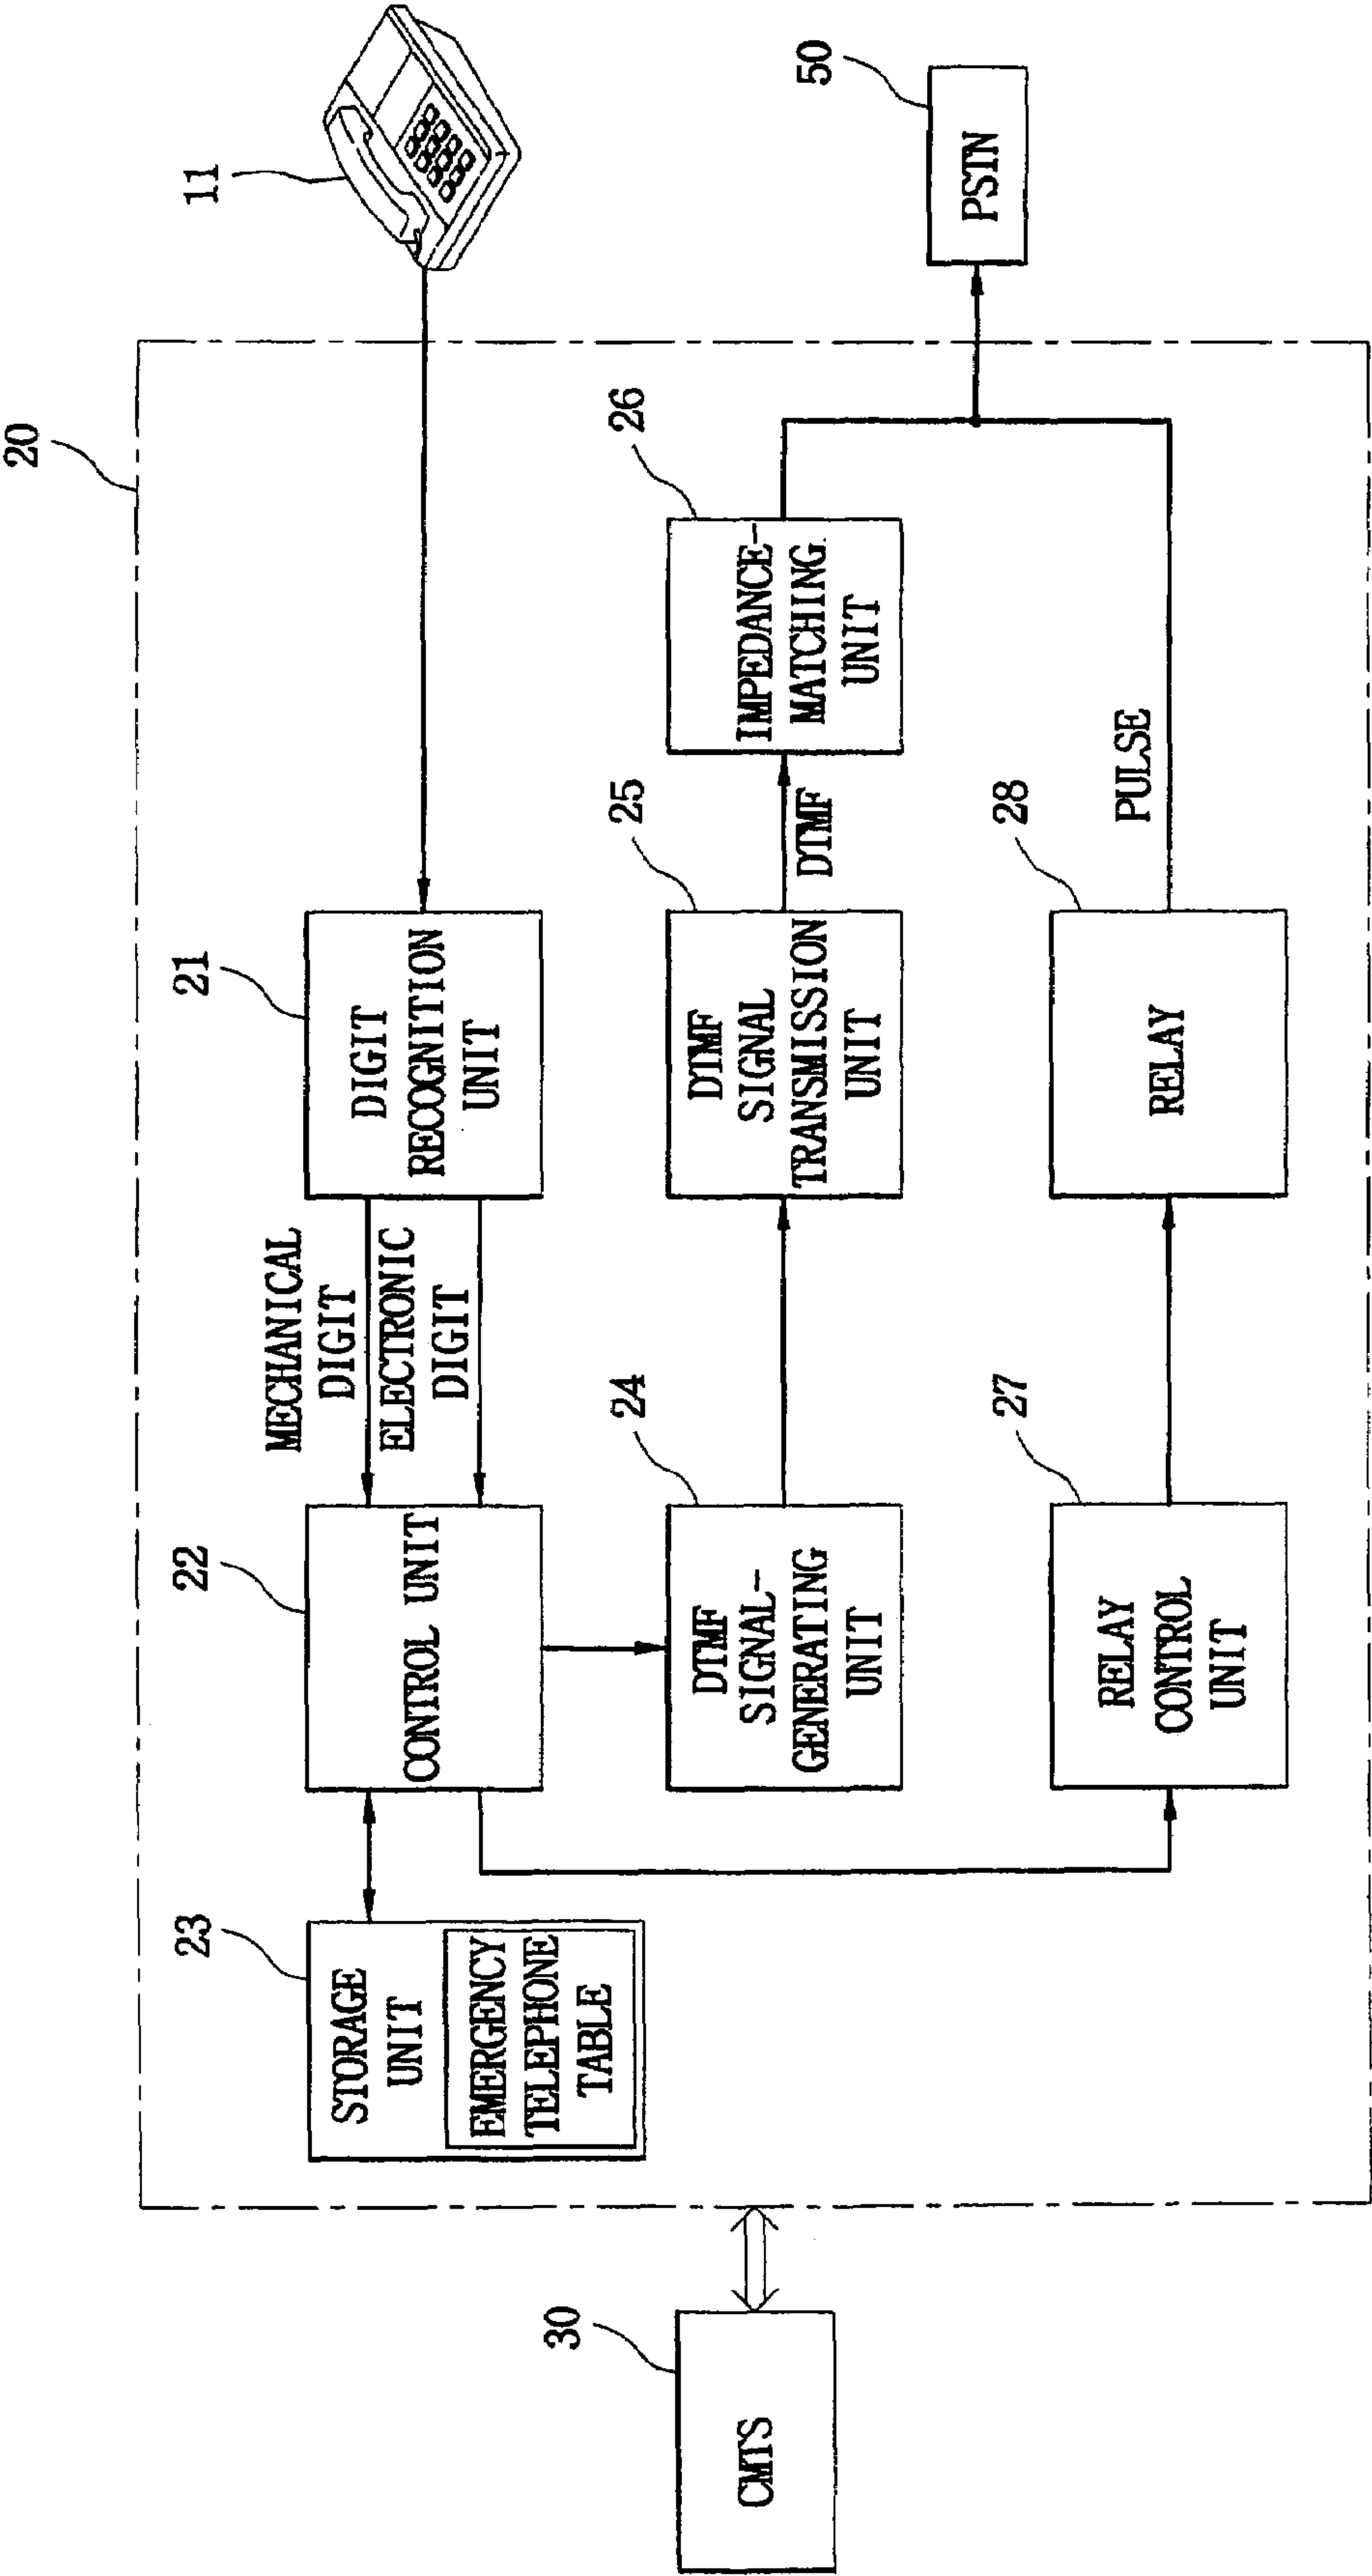 20
11
50
23
STORAGE
UNIT
EMERGENCY
TELEPHONE
TABLE
22
CONTROL UNIT
MECHANICAL
DIGIT
ELECTRONIC
DIGIT
21
DIGIT
RECOGNITION
UNIT
24
DTMF
SIGNAL-
GENERATING
UNIT
25
DTMF
SIGNAL
TRANSMISSION
UNIT
DTMF
26
IMPEDANCE-
MATCHING
UNIT
PSTN
30
CMTS
27
RELAY
CONTROL
UNIT
28
RELAY
PULSE